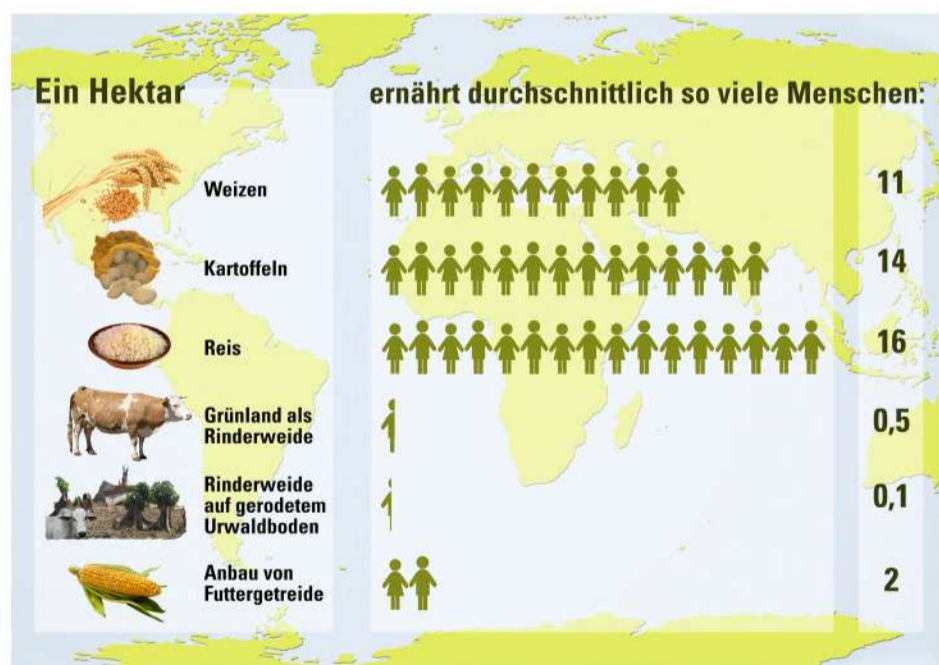 Ein Hektar
ernährt durchschnittlich so viele Menschen:
Weizen
11
Kartoffeln
14
Reis
16
Grünland als
Rinderweide
0,5
Rinderweide
auf gerodetem
Urwaldboden
0,1
Anbau von
Futtergetreide
2